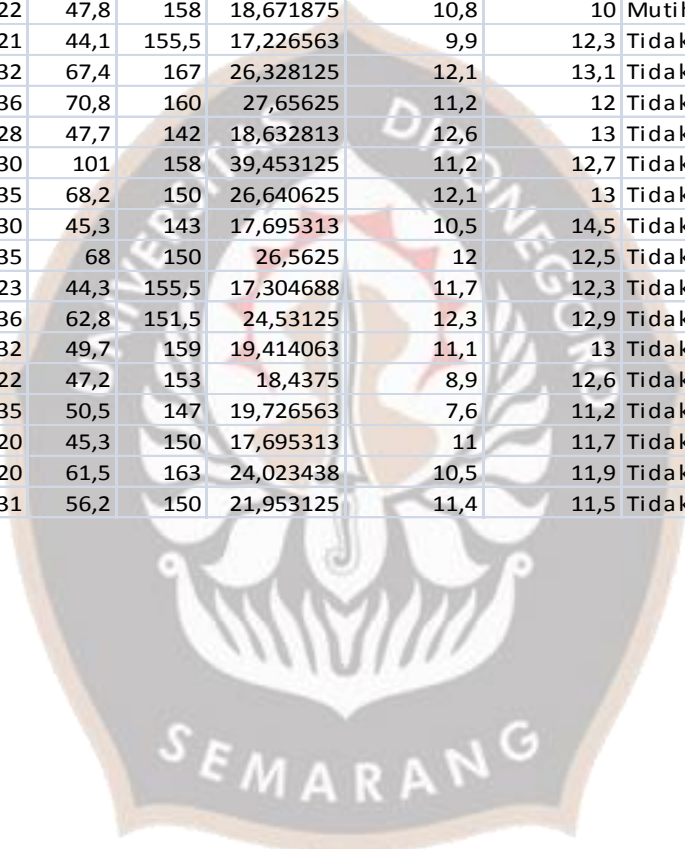 22 47,8 158 18,671875 10,8 10 Mutih
21 44,1 155,5 17,226563 9,9 12,3 Tidak
32 67,4 167 26,328125 12,1 13,1 Tidak
36 70,8 160 27,65625 11,2 12 Tidak
28 47,7 142 18,632813 12,6 13 Tidak
30 101 158 39,453125 11,2 12,7 Tidak
35 68,2 150 26,640625 12,1 13 Tidak
30 45,3 143 17,695313 10,5 14,5 Tidak
35 68 150 26,5625 12 12,5 Tidak
23 44,3 155,5 17,304688 11,7 12,3 Tidak
36 62,8 151,5 24,53125 12,3 12,9 Tidak
32 49,7 159 19,414063 11,1 13 Tidak
22 47,2 153 18,4375 8,9 12,6 Tidak
35 50,5 147 19,726563 7,6 11,2 Tidak
20 45,3 150 17,695313 11 11,7 Tidak
20 61,5 163 24,023438 10,5 11,9 Tidak
31 56,2 150 21,953125 11,4 11,5 Tidak
UNIVERSITAS DIPONEGORO
SEMARANG